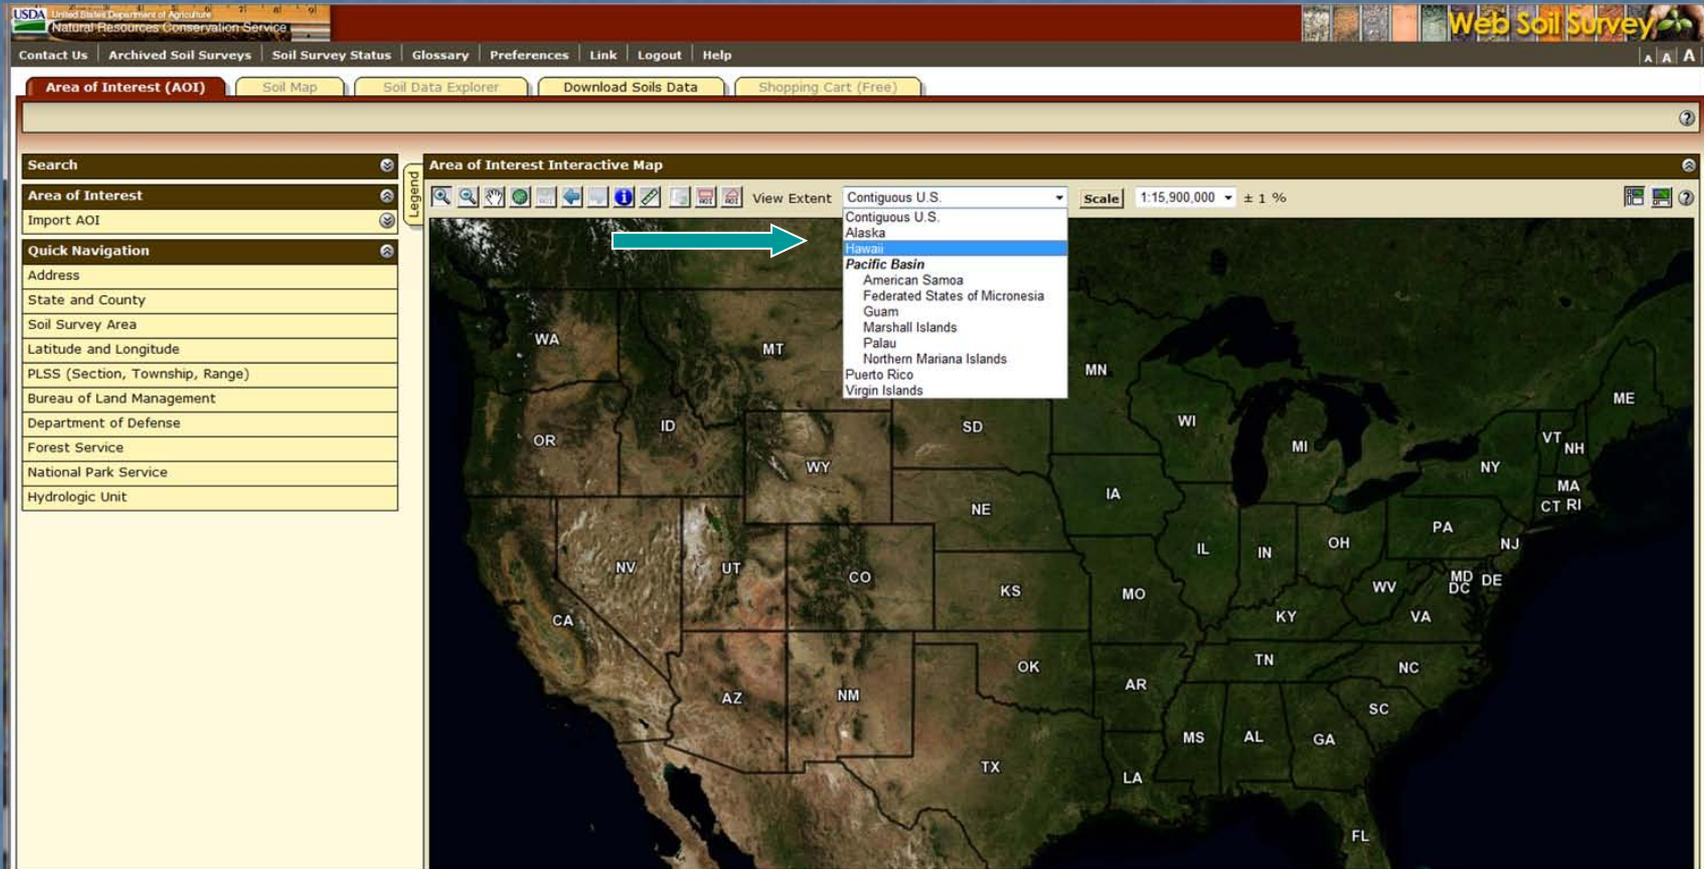 USDA United States Department of Agriculture
Natural Resources Conservation Service
Web Soil Survey
Contact Us | Archived Soil Surveys | Soil Survey Status | Glossary | Preferences | Link | Logout | Help
A A A
Area of Interest (AOI) Soil Map Soil Data Explorer Download Soils Data Shopping Cart (Free)
Search
Area of Interest
Import AOI
Quick Navigation
Address
State and County
Soil Survey Area
Latitude and Longitude
PLSS (Section, Township, Range)
Bureau of Land Management
Department of Defense
Forest Service
National Park Service
Hydrologic Unit
Legend
Area of Interest Interactive Map
View Extent Contiguous U.S. Scale 1:15,900,000 ± 1 %
Contiguous U.S.
Alaska
Hawaii
Pacific Basin
American Samoa
Federated States of Micronesia
Guam
Marshall Islands
Palau
Northern Mariana Islands
Puerto Rico
Virgin Islands
WA
MT
MN
ME
OR
ID
SD
WI
MI
VT
NH
NY
WY
MA
CT RI
IA
NE
PA
NJ
OH
IL
IN
NV
UT
CO
KS
MO
WV
MD
DC
DE
VA
KY
CA
OK
TN
NC
AR
AZ
NM
SC
MS
AL
GA
TX
LA
FL